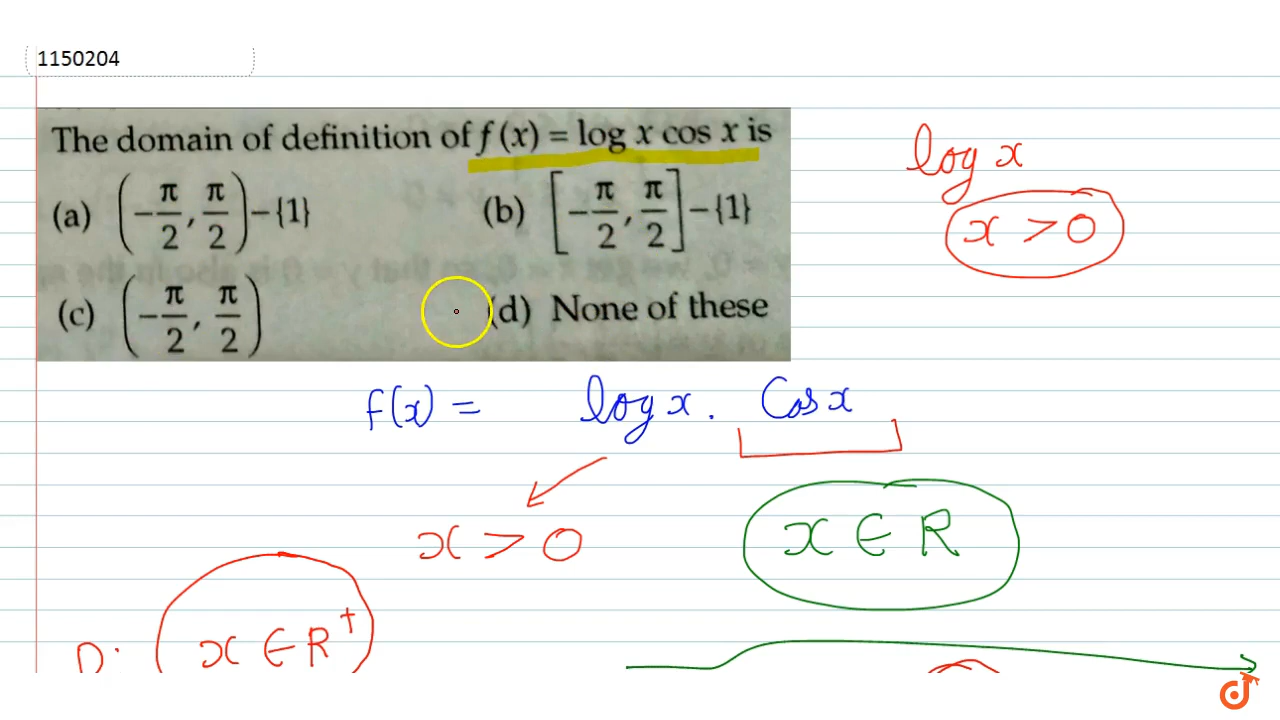 1150204
The domain of definition of f (x) = log x cos x is
(a) (−π/2, π/2) −{1} (b) [−π/2, π/2] −{1}
(c) (−π/2, π/2) (d) None of these
log x
x > 0
f(x) = log x . Cos x
x > 0 x ∈ R
D: x ∈ R⁺